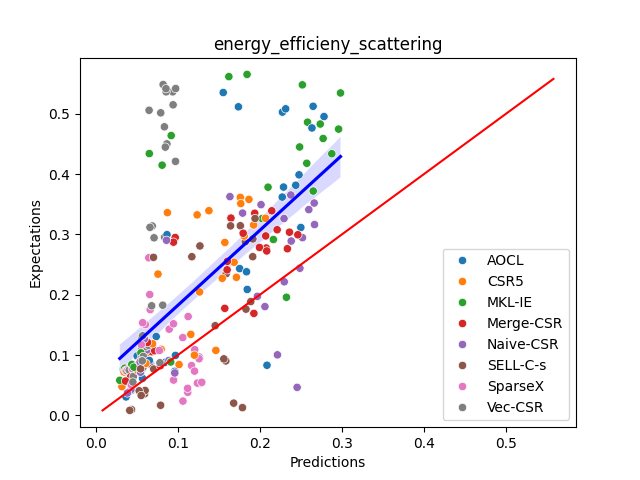 energy_efficieny_scattering
Expectations
0.5
0.4
0.3
0.2
0.1
0.0
AOCL
CSR5
MKL-IE
Merge-CSR
Naive-CSR
SELL-C-s
SparseX
Vec-CSR
0.0 0.1 0.2 0.3 0.4 0.5
Predictions